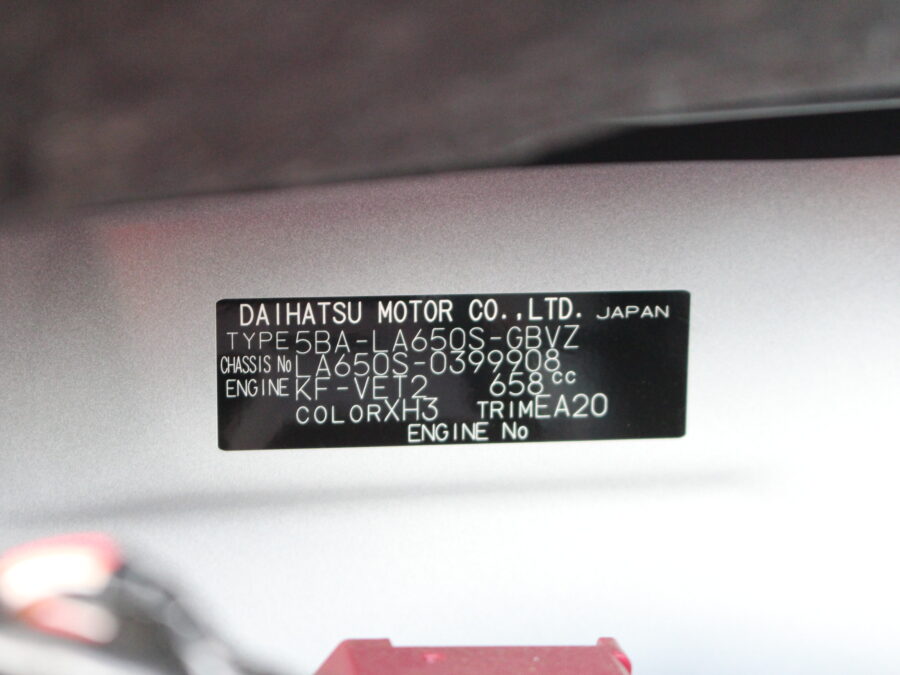 DAIHATSU MOTOR CO.,LTD. JAPAN
TYPE 5BA-LA650S-GBVZ
CHASSIS No LA650S-0399908
ENGINE KF-VET2 658cc
COLOR XH3 TRIM EA20
ENGINE No